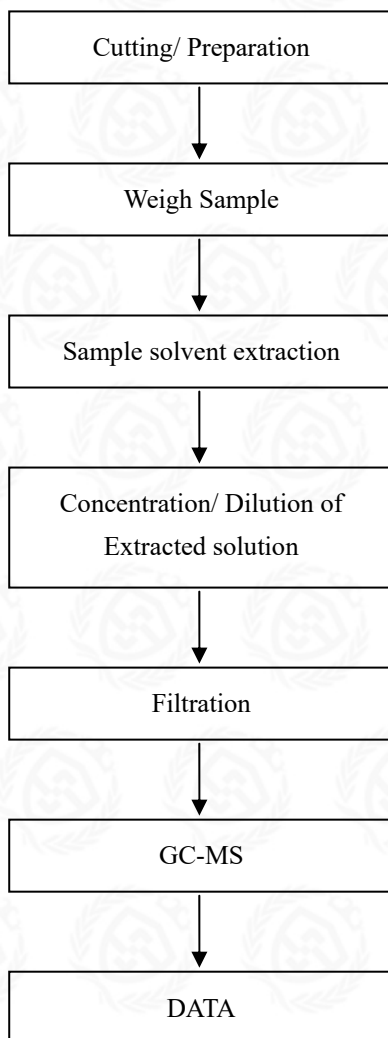 Cutting/ Preparation
Weigh Sample
Sample solvent extraction
Concentration/ Dilution of
Extracted solution
Filtration
GC-MS
DATA